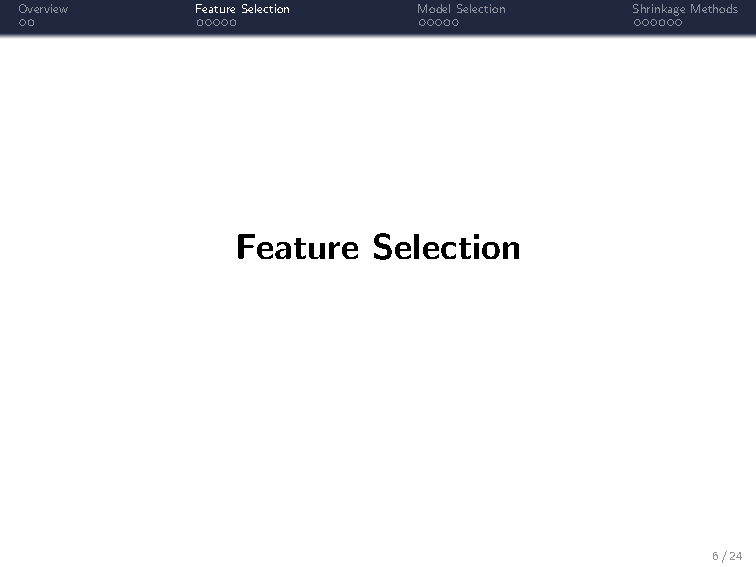 Overview Feature Selection Model Selection Shrinkage Methods
Feature Selection
6 / 24